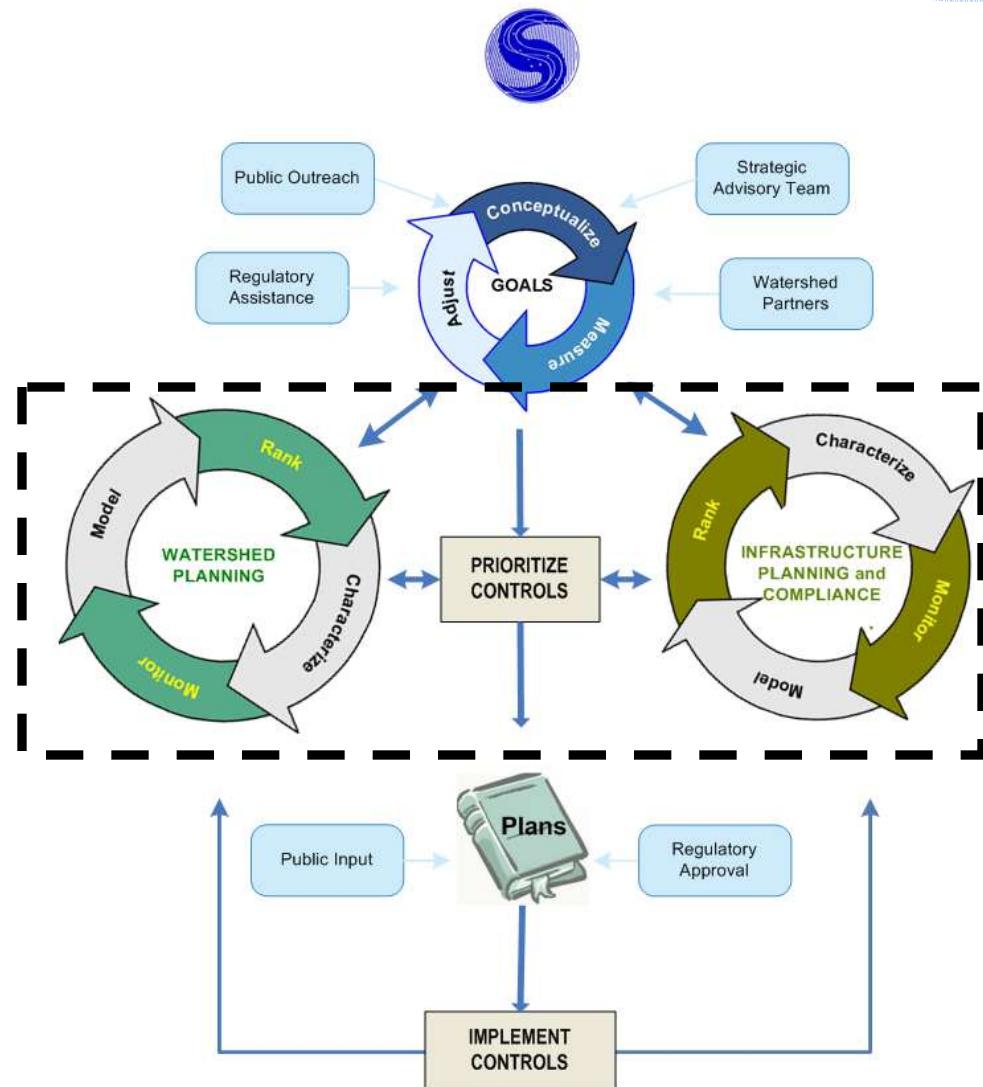 Public Outreach
Strategic
Advisory Team
Conceptualize
Regulatory
Assistance
Adjust
GOALS
Measure
Watershed
Partners
Rank
Model
WATERSHED
PLANNING
Characterize
Monitor
PRIORITIZE
CONTROLS
Characterize
Rank
INFRASTRUCTURE
PLANNING and
COMPLIANCE
Monitor
Model
Plans
Public Input
Regulatory
Approval
IMPLEMENT
CONTROLS